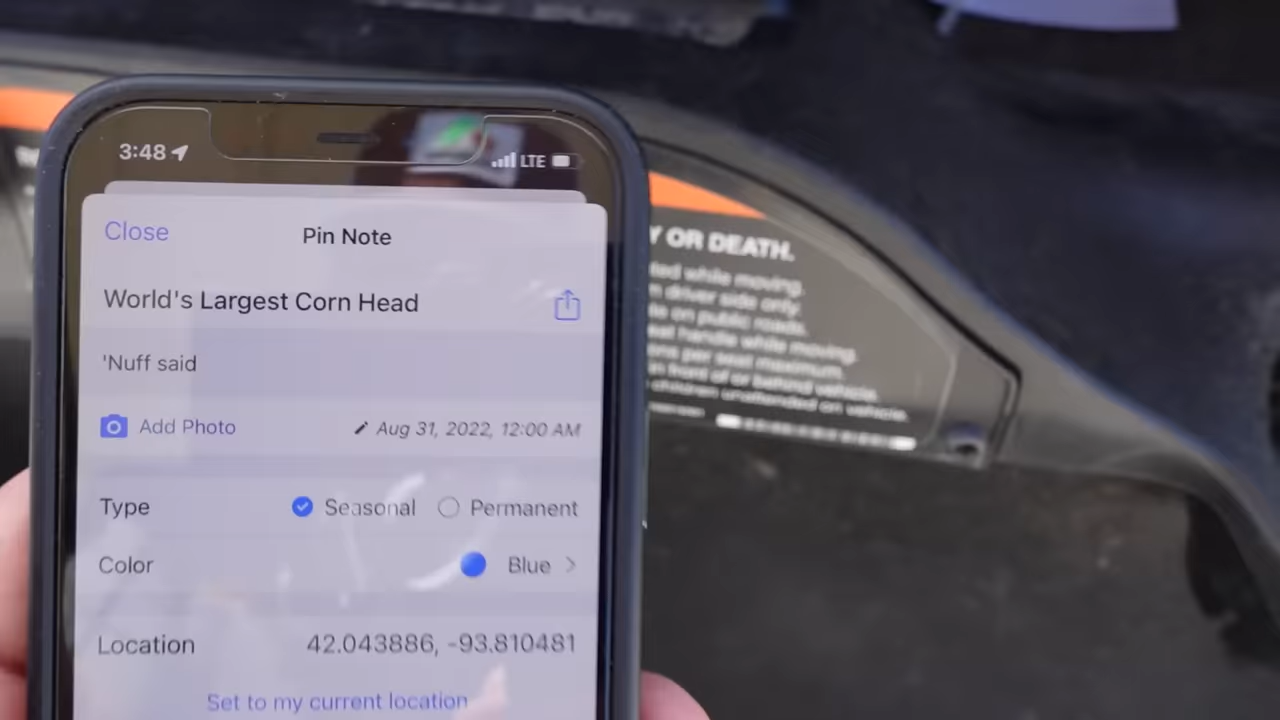 3:48
LTE
Close
Pin Note
World's Largest Corn Head
'Nuff said
Add Photo
Aug 31, 2022, 12:00 AM
Type
Seasonal
Permanent
Color
Blue
Location
42.043886, -93.810481
Set to my current location
Y OR DEATH.
while moving.
driver side only.
on public roads.
handle while moving.
per seat maximum.
front of or behind vehicle.
children unattended on vehicle.